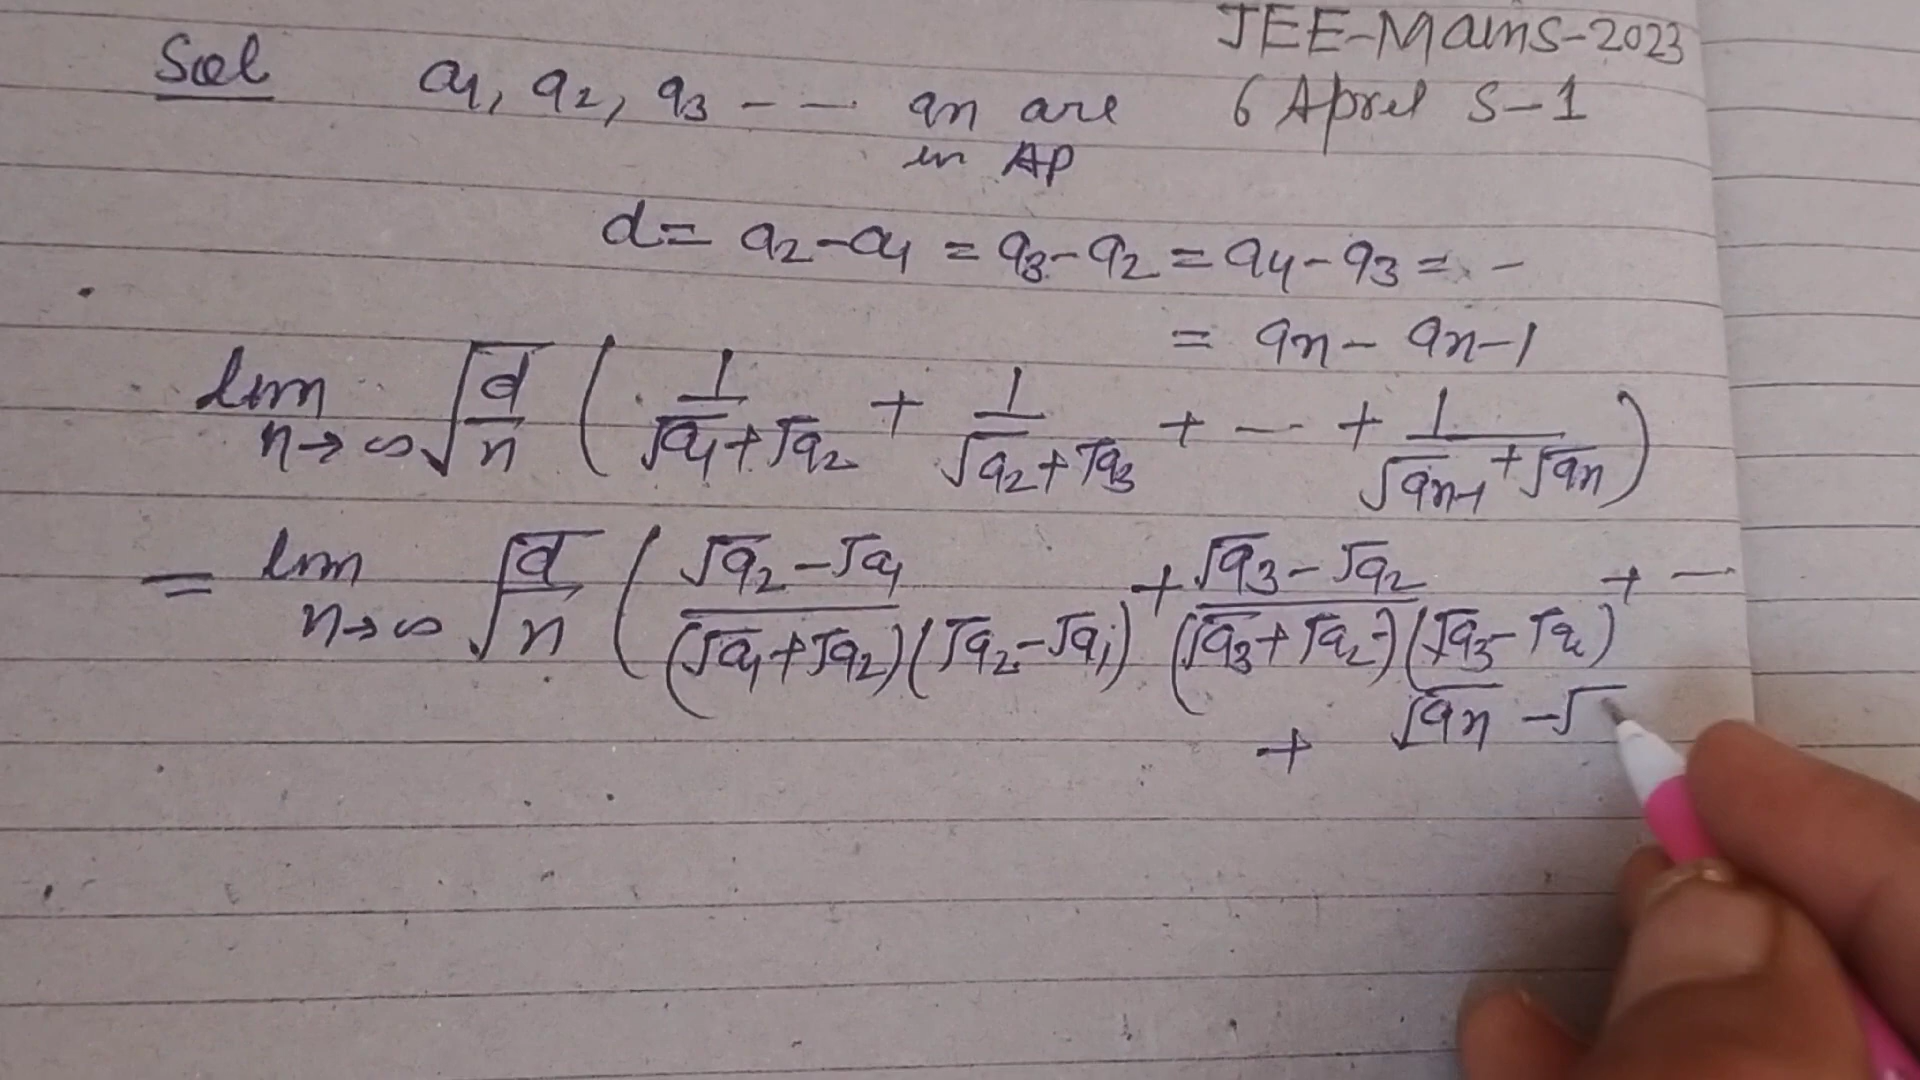 JEE-Mains-2023
Sol a1, a2, a3 - - - an are 6 April S-1
in AP
d = a2-a1 = a3-a2 = a4-a3 = - -
= an - an-1
lim n→∞ √(d/n) ( 1/(√a1+√a2) + 1/(√a2+√a3) + --- + 1/(√an-1+√an) )
= lim n→∞ √(d/n) ( (√a2-√a1)/((√a1+√a2)(√a2-√a1)) + (√a3-√a2)/((√a3+√a2)(√a3-√a2)) + --
+ √an -√